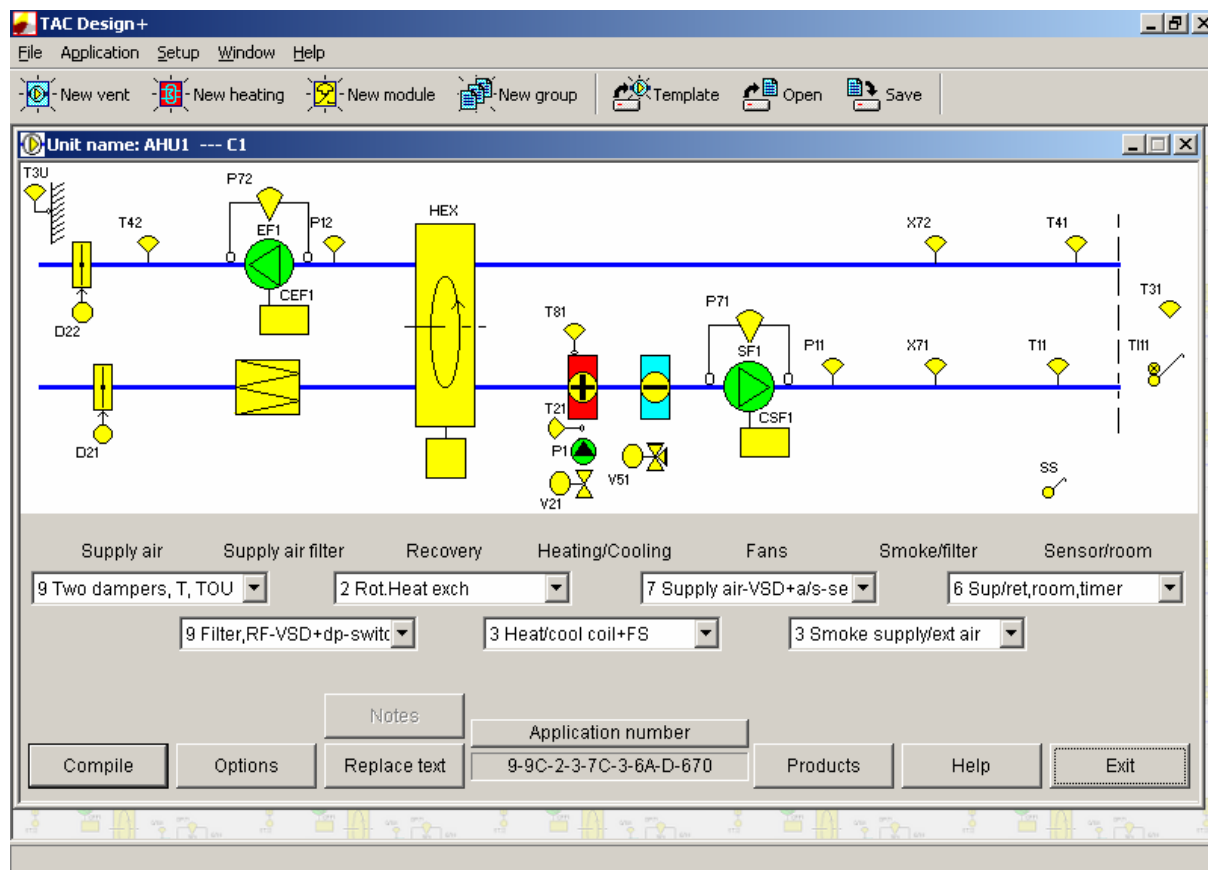 TAC Design+
File Application Setup Window Help
New vent New heating New module New group Template Open Save
Unit name: AHU1 --- C1
T3U
P72
HEX
T42
EF1
P12
X72
T41
CEF1
D22
T31
T81
P71
SF1
P11
X71
T11
TI11
T21
CSF1
D21
P1
V51
V21
SS
Supply air Supply air filter Recovery Heating/Cooling Fans Smoke/filter Sensor/room
9 Two dampers, T, TOU 2 Rot.Heat exch 7 Supply air-VSD+a/s-se 6 Sup/ret,room,timer
9 Filter,RF-VSD+dp-switc 3 Heat/cool coil+FS 3 Smoke supply/ext air
Notes
Application number
Compile Options Replace text 9-9C-2-3-7C-3-6A-D-670 Products Help Exit